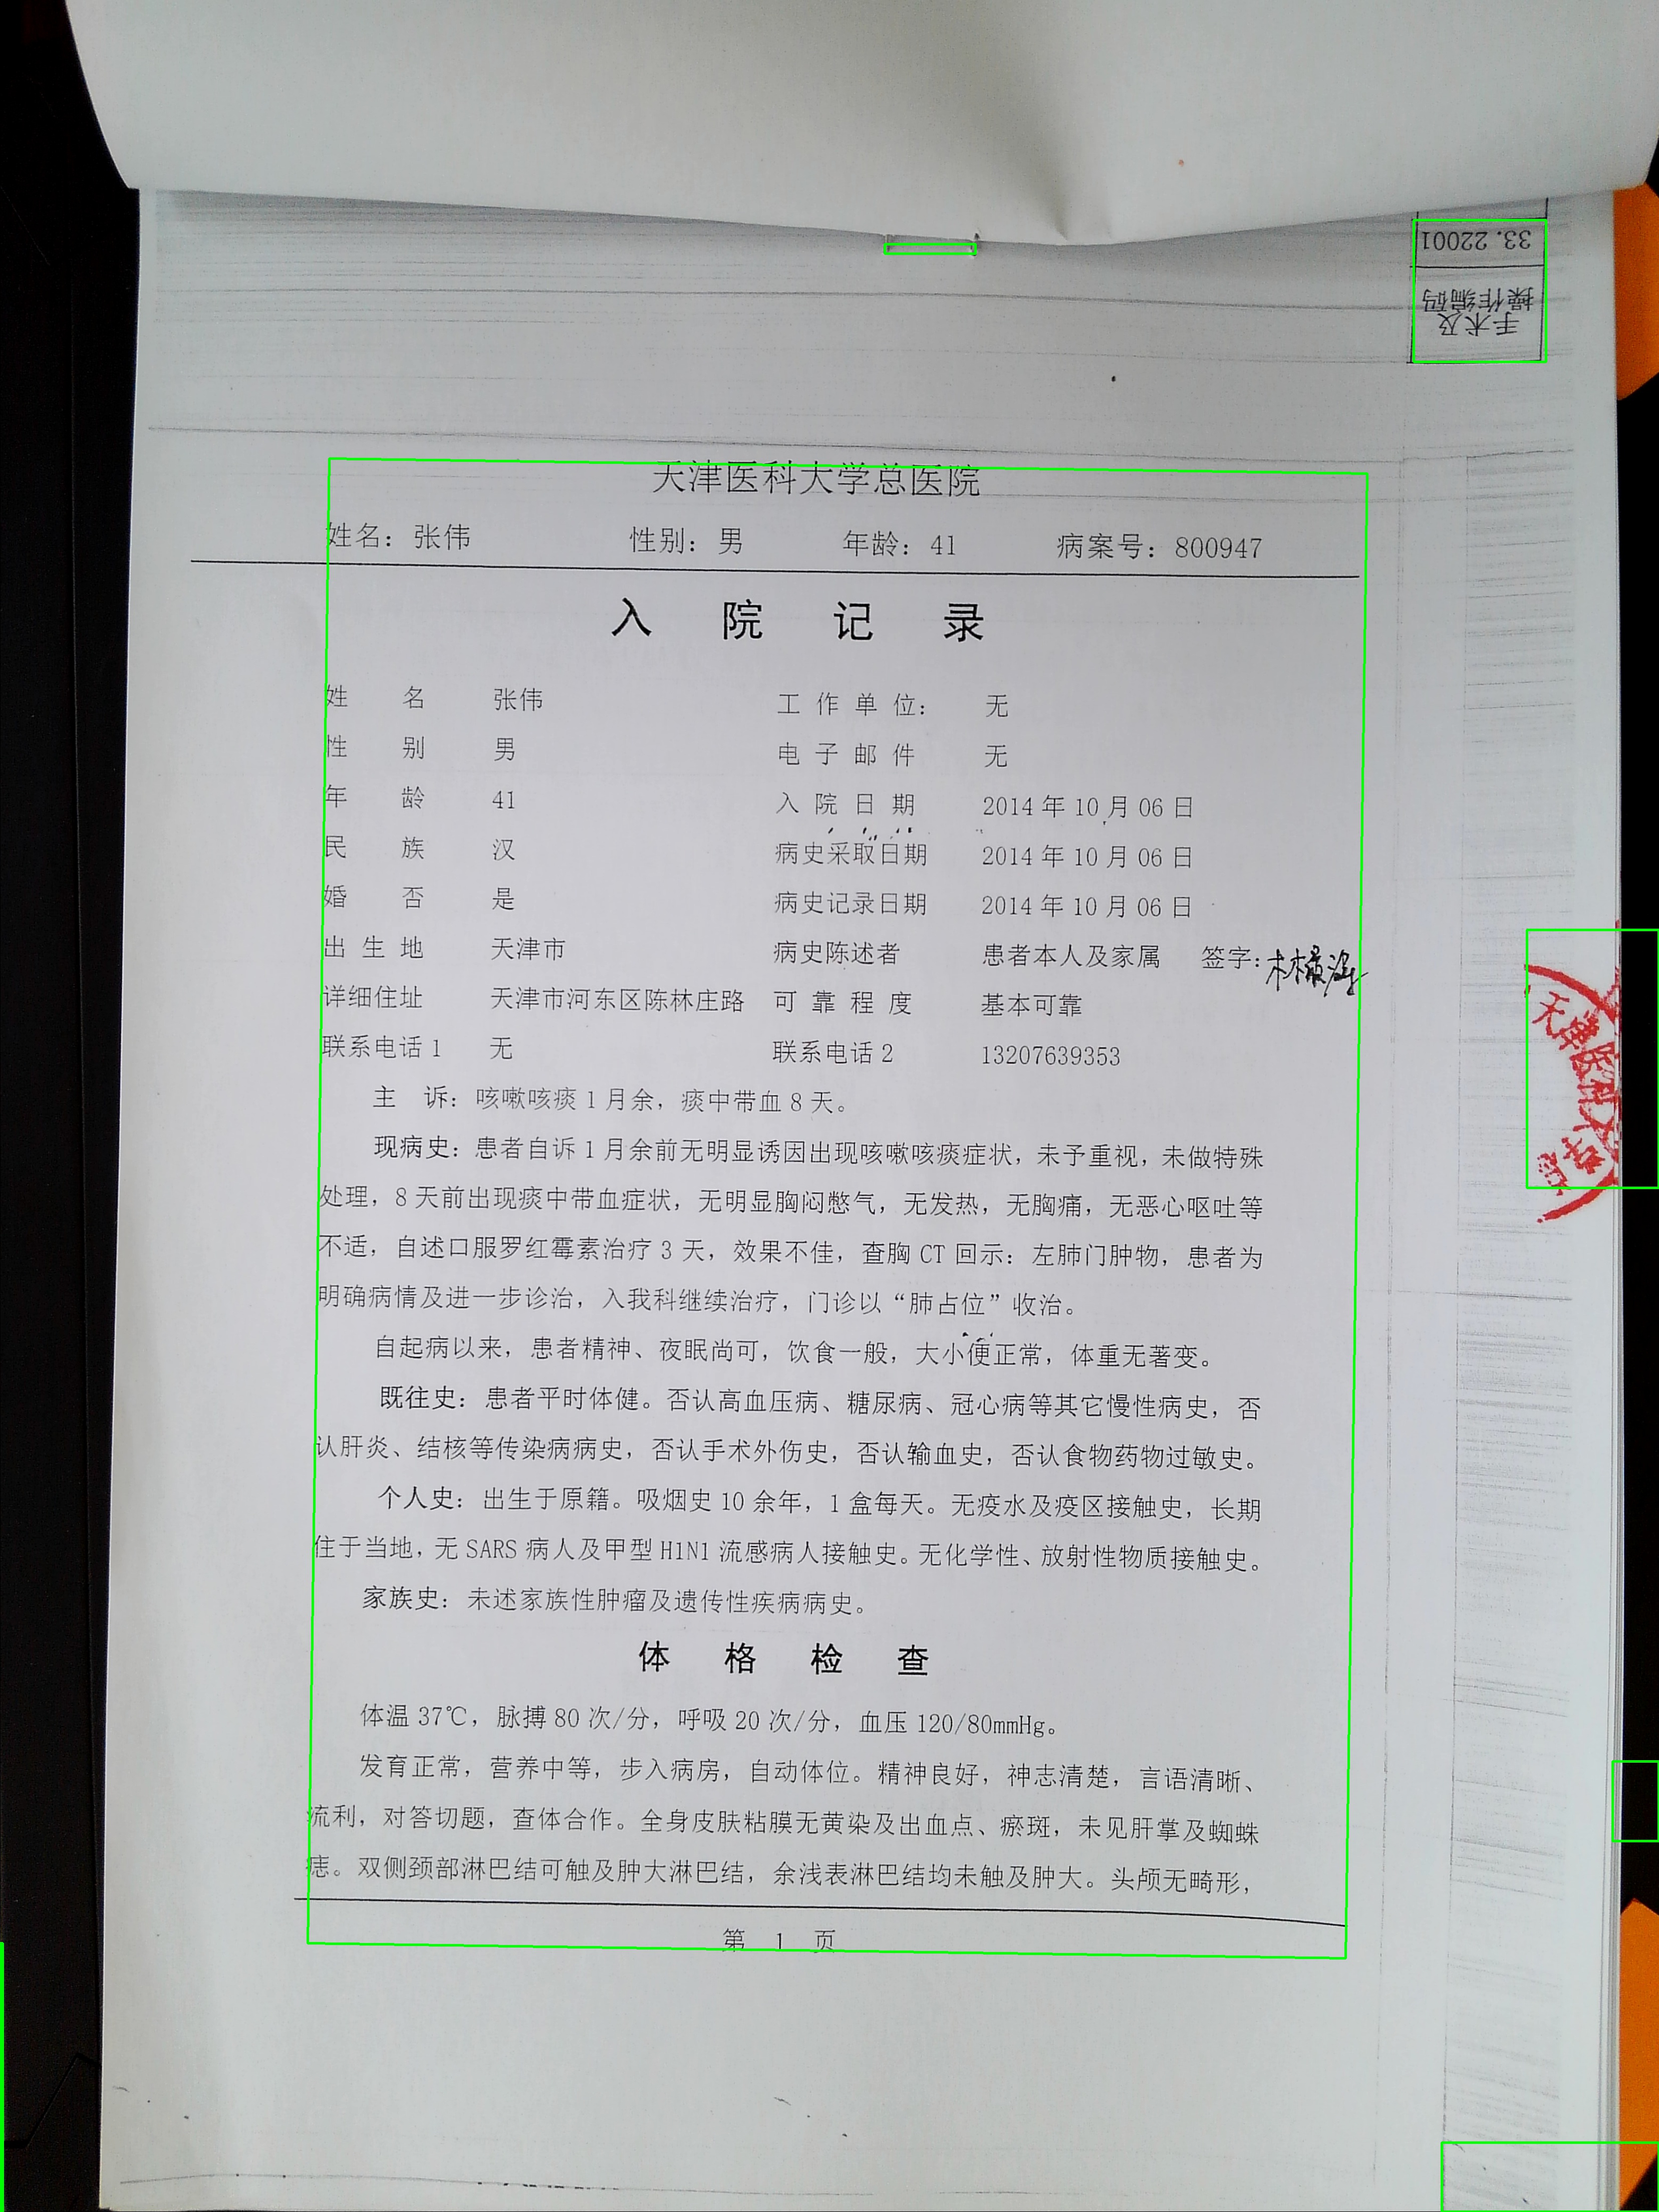 33. 22001
手术及
操作编码
天津医科大学总医院
姓名：张伟 性别：男 年龄：41 病案号：800947
入 院 记 录
姓 名 张伟 工 作 单 位： 无
性 别 男 电 子 邮 件 无
年 龄 41 入 院 日 期 2014 年 10 月 06 日
民 族 汉 病史采取日期 2014 年 10 月 06 日
婚 否 是 病史记录日期 2014 年 10 月 06 日
出 生 地 天津市 病史陈述者 患者本人及家属 签字：
详细住址 天津市河东区陈林庄路 可 靠 程 度 基本可靠
联系电话 1 无 联系电话 2 13207639353
主 诉：咳嗽咳痰 1 月余，痰中带血 8 天。
现病史：患者自诉 1 月余前无明显诱因出现咳嗽咳痰症状，未予重视，未做特殊
处理，8 天前出现痰中带血症状，无明显胸闷憋气，无发热，无胸痛，无恶心呕吐等
不适，自述口服罗红霉素治疗 3 天，效果不佳，查胸 CT 回示：左肺门肿物，患者为
明确病情及进一步诊治，入我科继续治疗，门诊以“肺占位”收治。
自起病以来，患者精神、夜眠尚可，饮食一般，大小便正常，体重无著变。
既往史：患者平时体健。否认高血压病、糖尿病、冠心病等其它慢性病史，否
认肝炎、结核等传染病病史，否认手术外伤史，否认输血史，否认食物药物过敏史。
个人史：出生于原籍。吸烟史 10 余年，1 盒每天。无疫水及疫区接触史，长期
住于当地，无 SARS 病人及甲型 H1N1 流感病人接触史。无化学性、放射性物质接触史。
家族史：未述家族性肿瘤及遗传性疾病病史。
体 格 检 查
体温 37℃，脉搏 80 次/分，呼吸 20 次/分，血压 120/80mmHg。
发育正常，营养中等，步入病房，自动体位。精神良好，神志清楚，言语清晰、
流利，对答切题，查体合作。全身皮肤粘膜无黄染及出血点、瘀斑，未见肝掌及蜘蛛
痣。双侧颈部淋巴结可触及肿大淋巴结，余浅表淋巴结均未触及肿大。头颅无畸形，
第 1 页
天津医科大